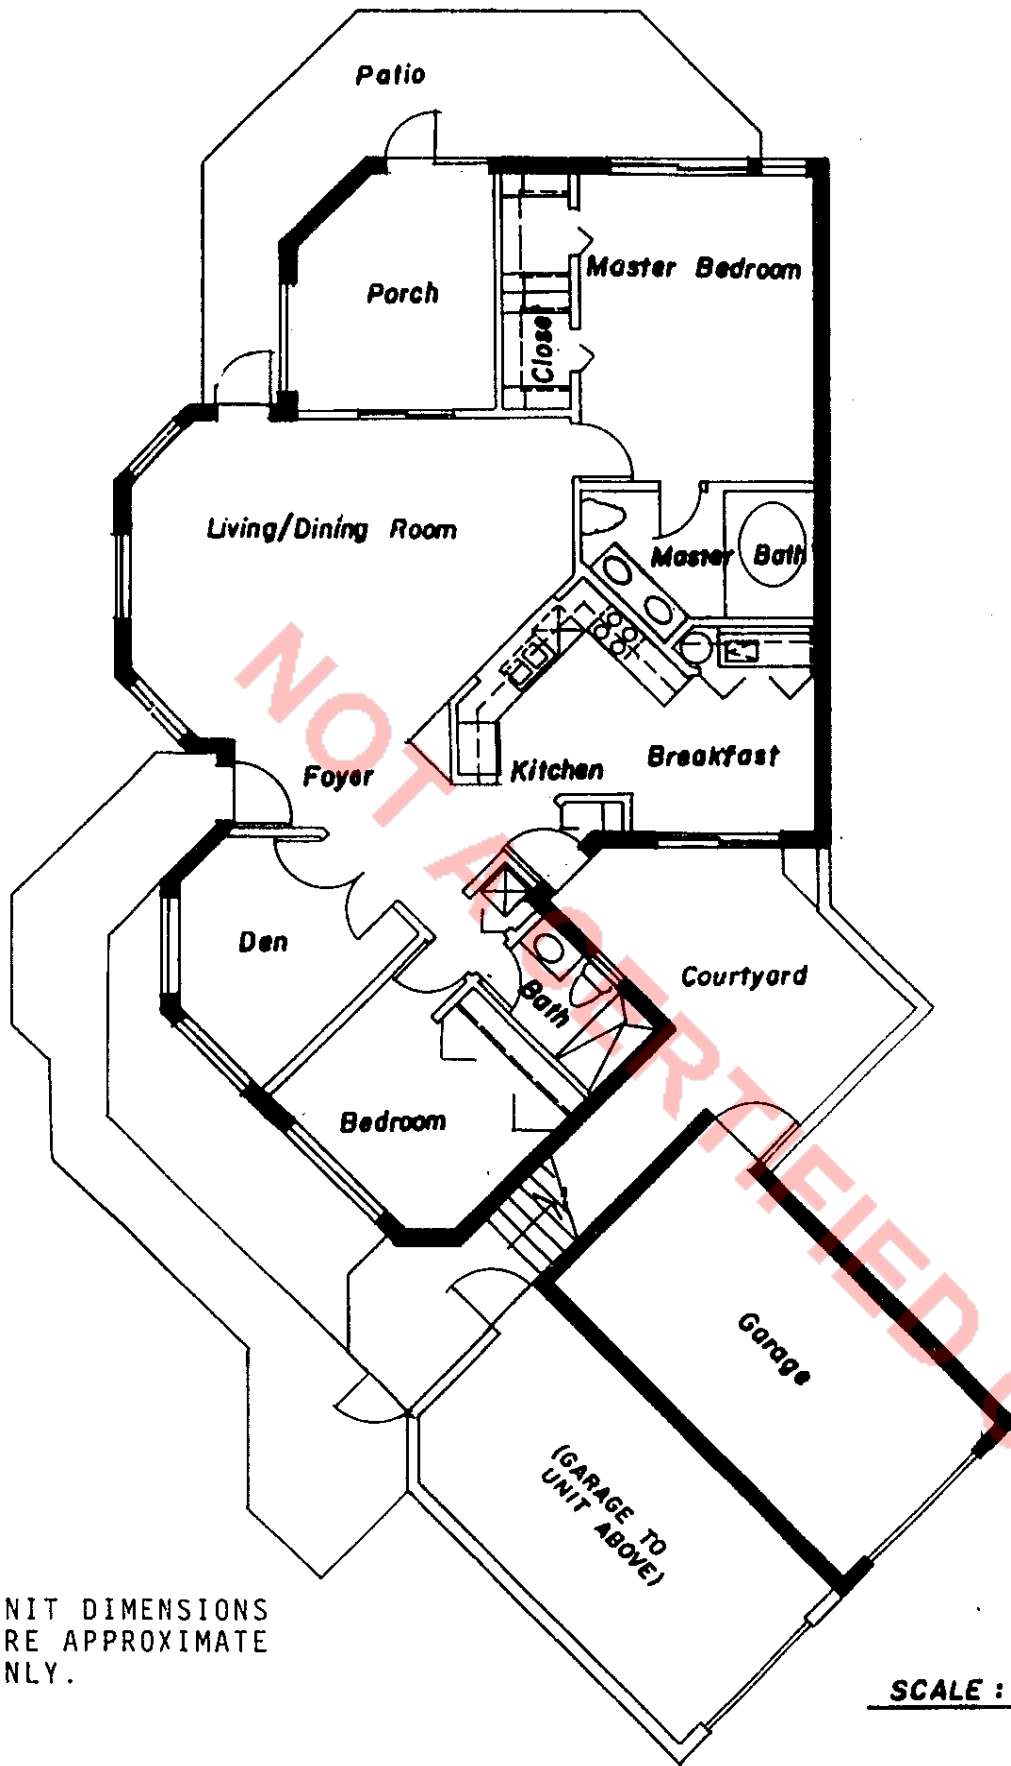 Patio
Porch
Master Bedroom
Close
Living/Dining Room
Master Bath
Foyer
Kitchen
Breakfast
Den
Bath
Courtyard
Bedroom
Garage
(GARAGE TO
UNIT ABOVE)
NOT A CERTIFIED
NIT DIMENSIONS
RE APPROXIMATE
NLY.
SCALE :